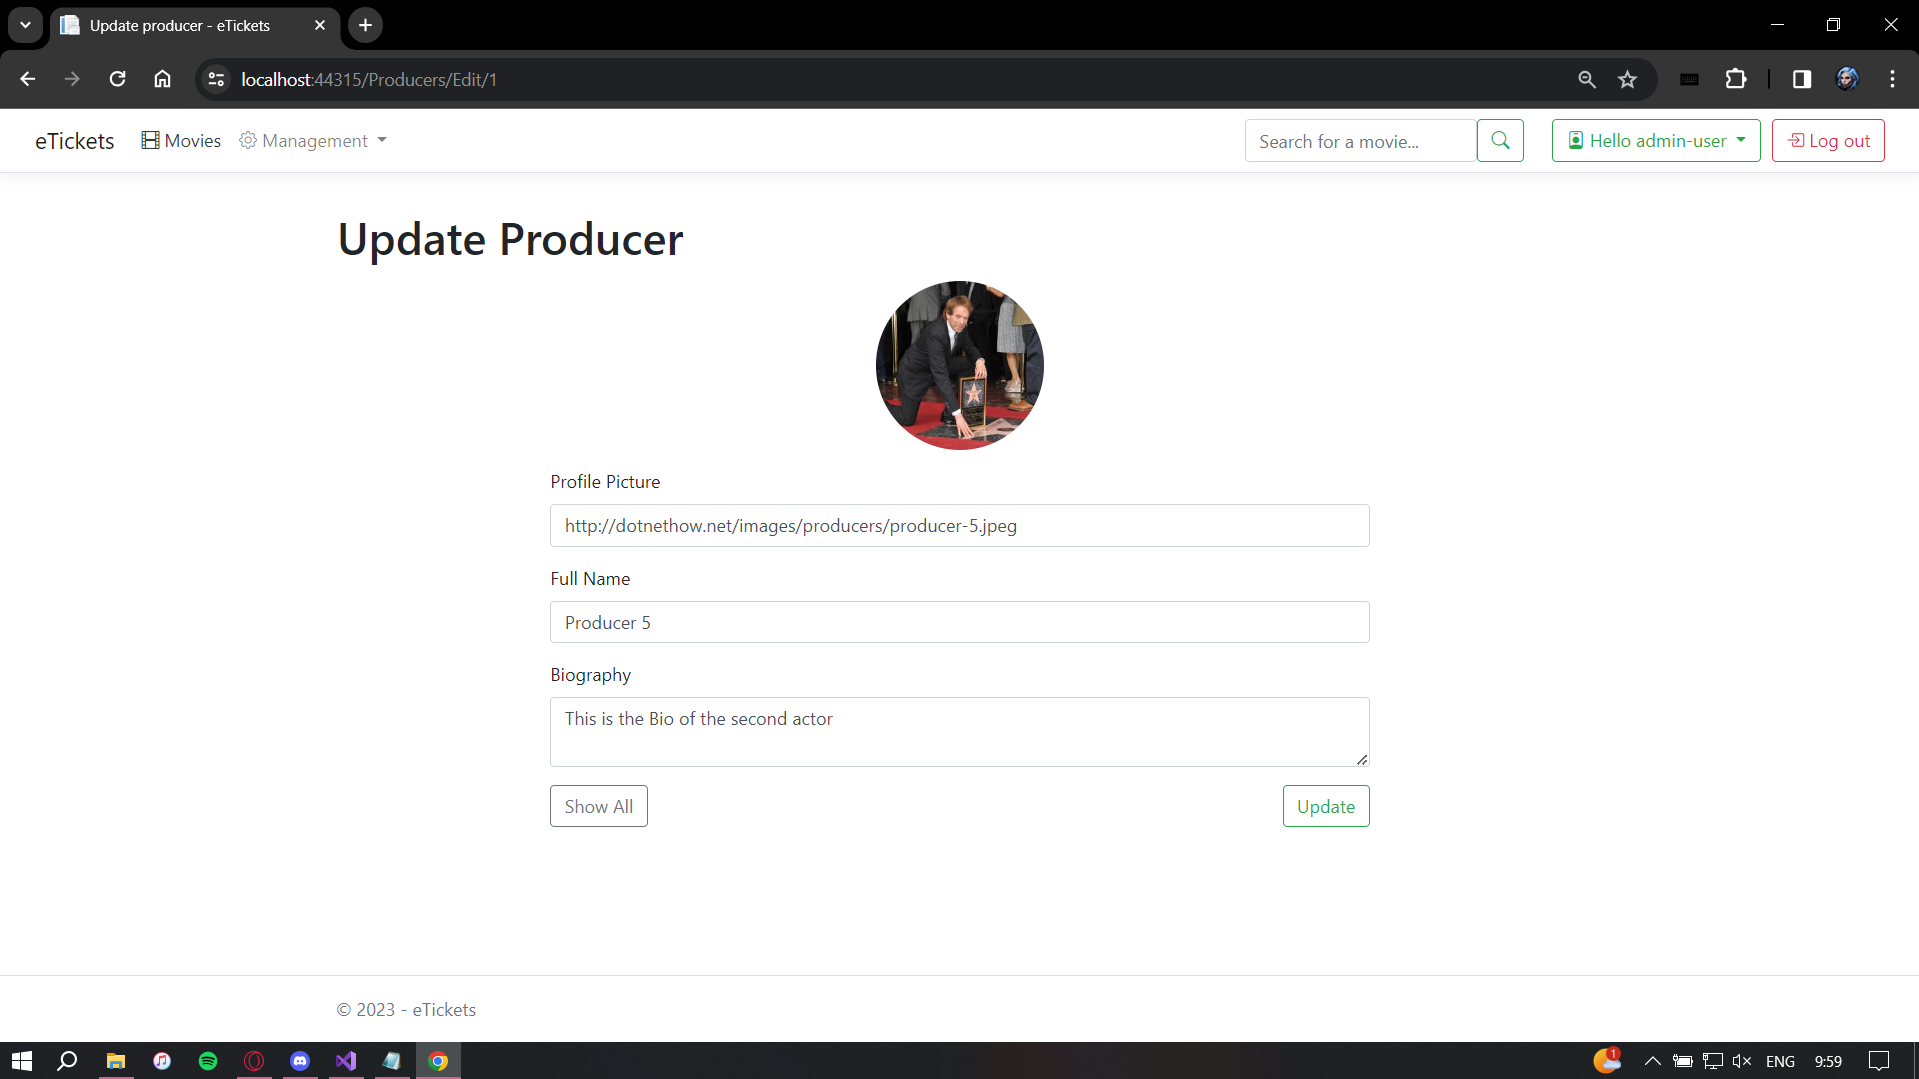 Update producer - eTickets
localhost:44315/Producers/Edit/1
eTickets Movies Management Search for a movie... Hello admin-user Log out
Update Producer
Profile Picture
http://dotnethow.net/images/producers/producer-5.jpeg
Full Name
Producer 5
Biography
This is the Bio of the second actor
Show All Update
© 2023 - eTickets
1 ENG 9:59